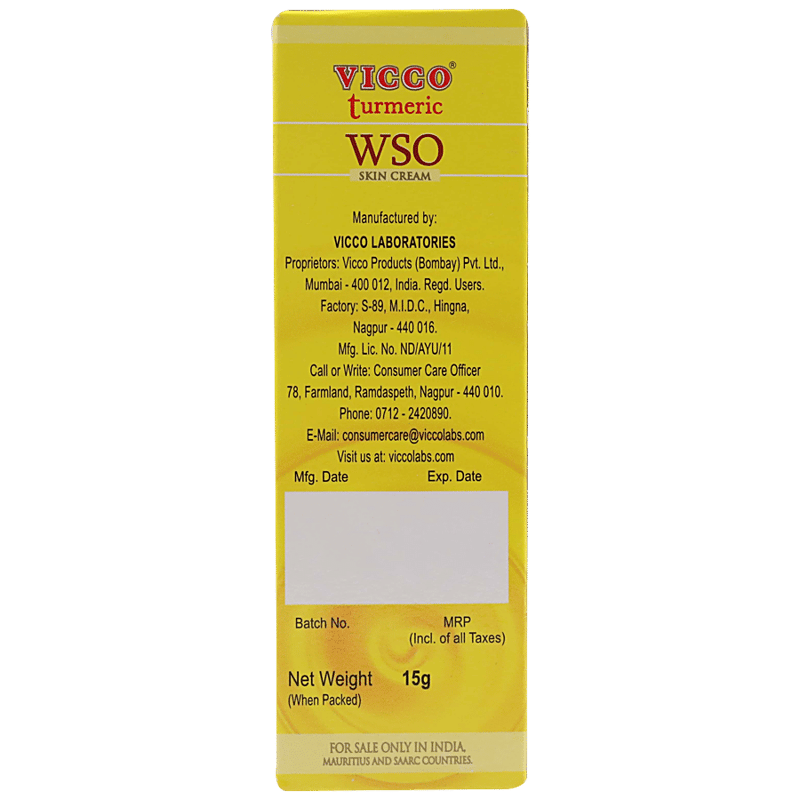 VICCO®
turmeric
WSO
SKIN CREAM
Manufactured by:
VICCO LABORATORIES
Proprietors: Vicco Products (Bombay) Pvt. Ltd.,
Mumbai - 400 012, India. Regd. Users.
Factory: S-89, M.I.D.C., Hingna,
Nagpur - 440 016.
Mfg. Lic. No. ND/AYU/11
Call or Write: Consumer Care Officer
78, Farmland, Ramdaspeth, Nagpur - 440 010.
Phone: 0712 - 2420890.
E-Mail: consumercare@viccolabs.com
Visit us at: viccolabs.com
Mfg. Date Exp. Date
Batch No. MRP
(Incl. of all Taxes)
Net Weight 15g
(When Packed)
FOR SALE ONLY IN INDIA,
MAURITIUS AND SAARC COUNTRIES.